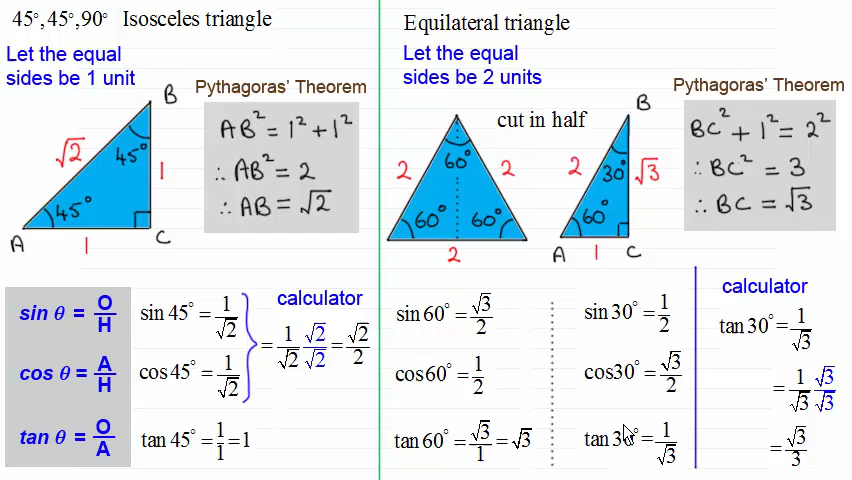 45°, 45°, 90° Isosceles triangle
Let the equal
sides be 1 unit
Pythagoras' Theorem
AB² = 1² + 1²
∴ AB² = 2
∴ AB = √2
B
√2
45°
1
45°
A
1
C
sin θ = O/H
cos θ = A/H
tan θ = O/A
sin 45° = 1/√2
cos 45° = 1/√2
tan 45° = 1/1 = 1
calculator
= 1/√2 √2/√2 = √2/2
Equilateral triangle
Let the equal
sides be 2 units
cut in half
2
60°
2
60°
60°
2
B
2
30°
√3
60°
A
1
C
Pythagoras' Theorem
BC² + 1² = 2²
∴ BC² = 3
∴ BC = √3
sin 60° = √3/2
cos 60° = 1/2
tan 60° = √3/1 = √3
sin 30° = 1/2
cos 30° = √3/2
tan 30° = 1/√3
calculator
tan 30° = 1/√3
= 1/√3 √3/√3
= √3/3